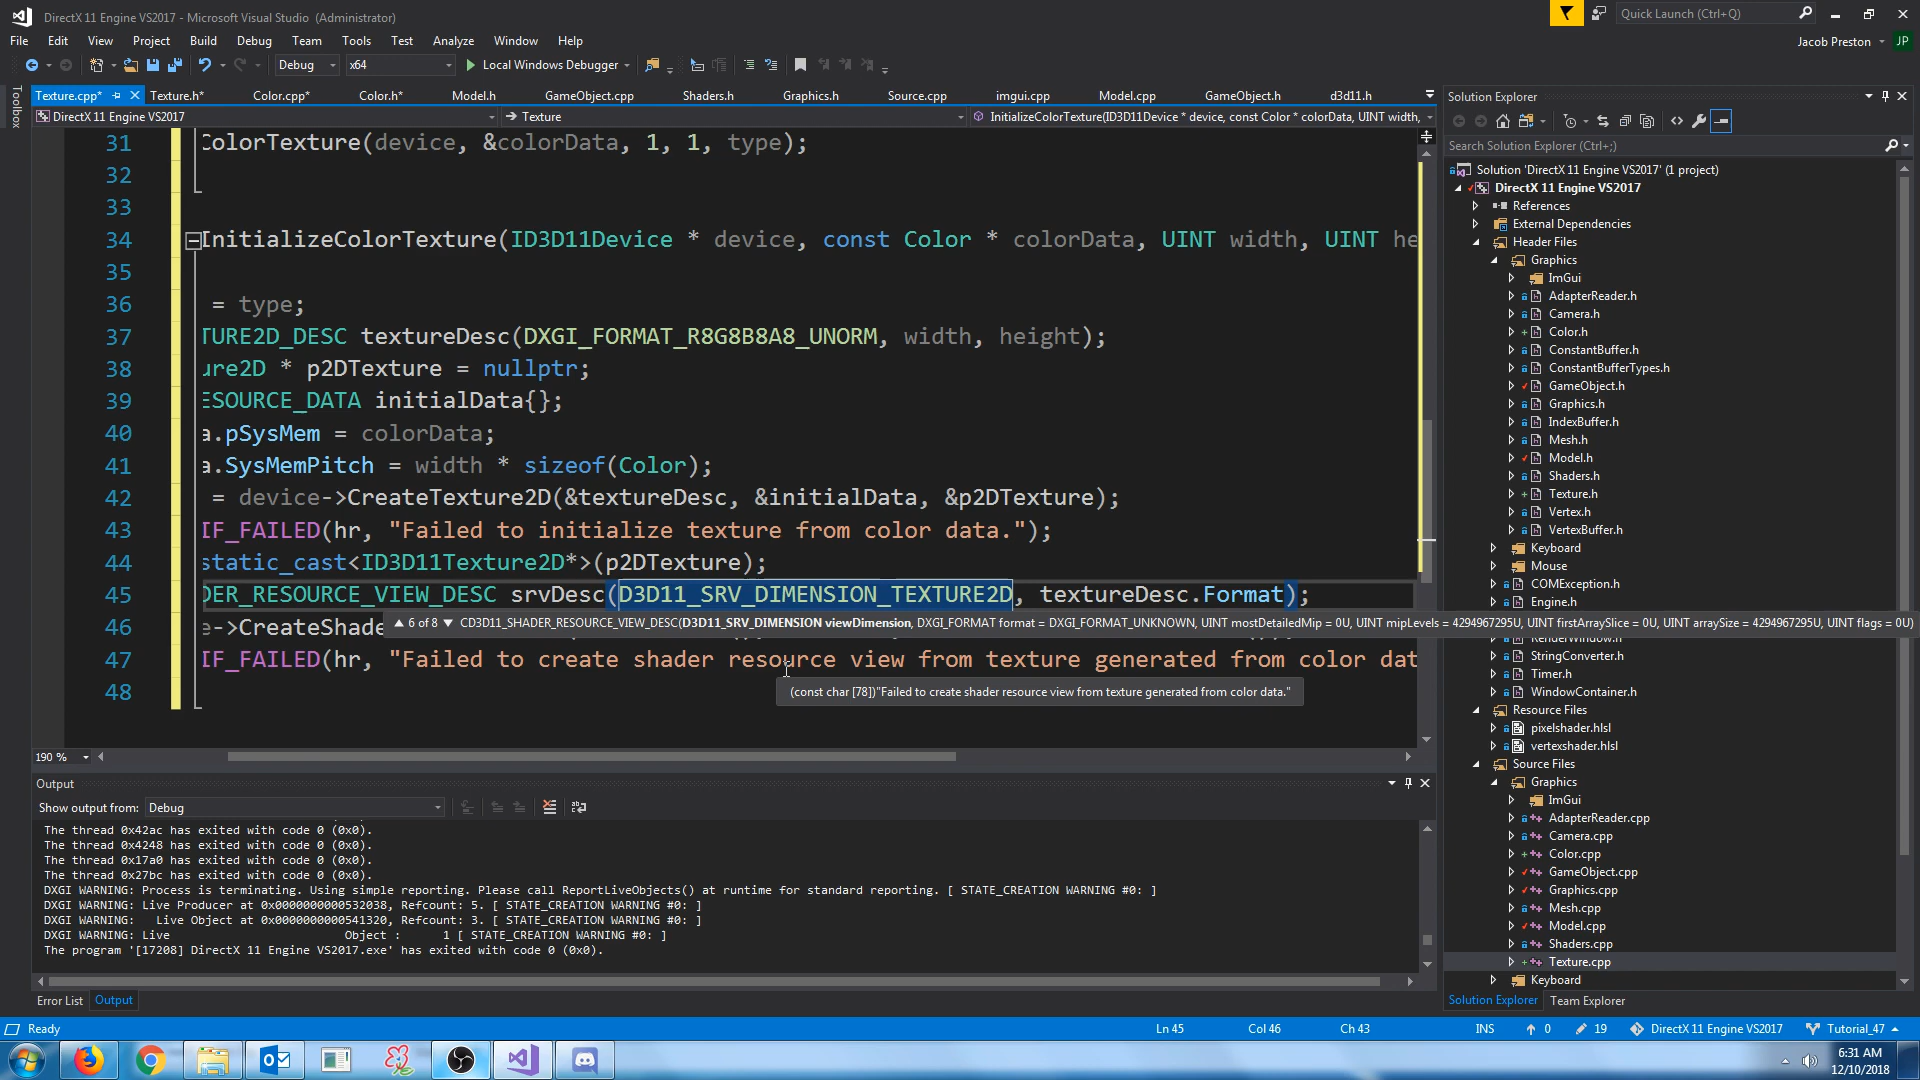 DirectX 11 Engine VS2017 - Microsoft Visual Studio (Administrator)
Quick Launch (Ctrl+Q)
File Edit View Project Build Debug Team Tools Test Analyze Window Help
Jacob Preston
JP
Debug x64 Local Windows Debugger
Toolbox
Texture.cpp* Texture.h* Color.cpp* Color.h* Model.h GameObject.cpp Shaders.h Graphics.h Source.cpp imgui.cpp Model.cpp GameObject.h d3d11.h
DirectX 11 Engine VS2017 Texture InitializeColorTexture(ID3D11Device * device, const Color * colorData, UINT width,
31 ColorTexture(device, &colorData, 1, 1, type);
32
33
34 InitializeColorTexture(ID3D11Device * device, const Color * colorData, UINT width, UINT he
35
36 = type;
37 TURE2D_DESC textureDesc(DXGI_FORMAT_R8G8B8A8_UNORM, width, height);
38 ure2D * p2DTexture = nullptr;
39 ESOURCE_DATA initialData{};
40 a.pSysMem = colorData;
41 a.SysMemPitch = width * sizeof(Color);
42 = device->CreateTexture2D(&textureDesc, &initialData, &p2DTexture);
43 IF_FAILED(hr, "Failed to initialize texture from color data.");
44 static_cast<ID3D11Texture2D*>(p2DTexture);
45 DER_RESOURCE_VIEW_DESC srvDesc(D3D11_SRV_DIMENSION_TEXTURE2D, textureDesc.Format);
46 e->CreateShade
6 of 8 CD3D11_SHADER_RESOURCE_VIEW_DESC(D3D11_SRV_DIMENSION viewDimension, DXGI_FORMAT format = DXGI_FORMAT_UNKNOWN, UINT mostDetailedMip = 0U, UINT mipLevels = 4294967295U, UINT firstArraySlice = 0U, UINT arraySize = 4294967295U, UINT flags = 0U)
47 IF_FAILED(hr, "Failed to create shader resource view from texture generated from color dat
(const char [78])"Failed to create shader resource view from texture generated from color data."
48
190 %
Output
Show output from: Debug
The thread 0x42ac has exited with code 0 (0x0).
The thread 0x4248 has exited with code 0 (0x0).
The thread 0x17a0 has exited with code 0 (0x0).
The thread 0x27bc has exited with code 0 (0x0).
DXGI WARNING: Process is terminating. Using simple reporting. Please call ReportLiveObjects() at runtime for standard reporting. [ STATE_CREATION WARNING #0: ]
DXGI WARNING: Live Producer at 0x0000000000532038, Refcount: 5. [ STATE_CREATION WARNING #0: ]
DXGI WARNING: Live Object at 0x0000000000541320, Refcount: 3. [ STATE_CREATION WARNING #0: ]
DXGI WARNING: Live Object : 1 [ STATE_CREATION WARNING #0: ]
The program '[17208] DirectX 11 Engine VS2017.exe' has exited with code 0 (0x0).
Error List Output
Solution Explorer
Search Solution Explorer (Ctrl+;)
Solution 'DirectX 11 Engine VS2017' (1 project)
DirectX 11 Engine VS2017
References
External Dependencies
Header Files
Graphics
ImGui
AdapterReader.h
Camera.h
Color.h
ConstantBuffer.h
ConstantBufferTypes.h
GameObject.h
Graphics.h
IndexBuffer.h
Mesh.h
Model.h
Shaders.h
Texture.h
Vertex.h
VertexBuffer.h
Keyboard
Mouse
COMException.h
Engine.h
RenderWindow.h
StringConverter.h
Timer.h
WindowContainer.h
Resource Files
pixelshader.hlsl
vertexshader.hlsl
Source Files
Graphics
ImGui
AdapterReader.cpp
Camera.cpp
Color.cpp
GameObject.cpp
Graphics.cpp
Mesh.cpp
Model.cpp
Shaders.cpp
Texture.cpp
Keyboard
Solution Explorer Team Explorer
Ready Ln 45 Col 46 Ch 43 INS 0 19 DirectX 11 Engine VS2017 Tutorial_47
6:31 AM
12/10/2018